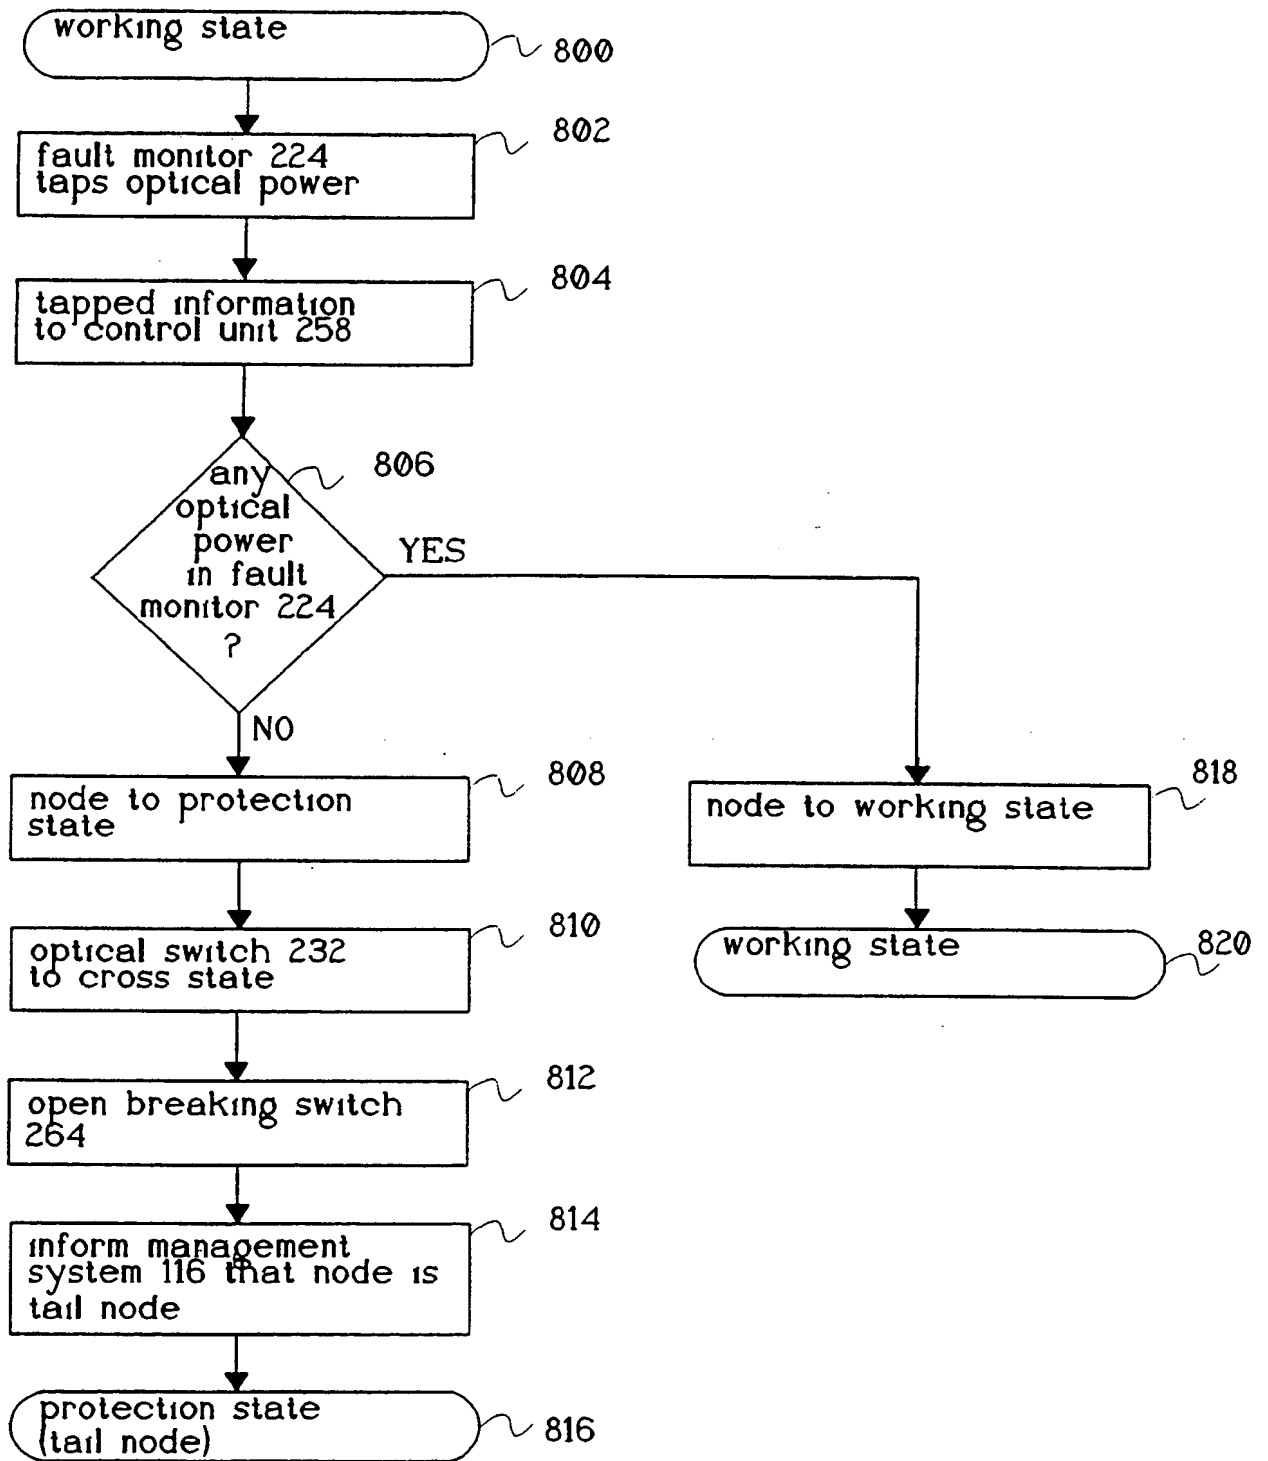 working state
800
802
fault monitor 224
taps optical power
804
tapped information
to control unit 258
806
any
optical
power
in fault
monitor 224
?
YES
NO
808
node to protection
state
818
node to working state
810
optical switch 232
to cross state
working state
820
812
open breaking switch
264
814
inform management
system 116 that node is
tail node
protection state
(tail node)
816